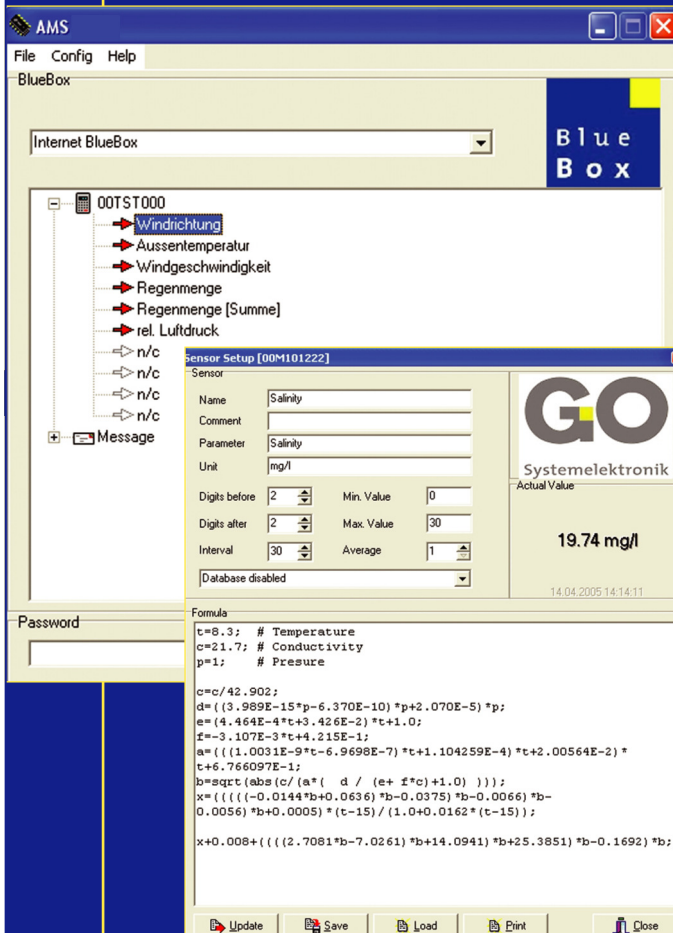 AMS
File Config Help
BlueBox
Internet BlueBox
Blue
Box
00TST000
Windrichtung
Aussentemperatur
Windgeschwindigkeit
Regenmenge
Regenmenge [Summe]
rel. Luftdruck
n/c
n/c
n/c
n/c
Message
Password
Sensor Setup [00M101222]
Sensor
Name Salinity
Comment
Parameter Salinity
Unit mg/l
Digits before 2 Min. Value 0
Digits after 2 Max. Value 30
Interval 30 Average 1
Database disabled
GO
Systemelektronik
Actual Value
19.74 mg/l
14.04.2005 14:14:11
Formula
t=8.3; # Temperature
c=21.7; # Conductivity
p=1; # Presure
c=c/42.902;
d=((3.989E-15*p-6.370E-10)*p+2.070E-5)*p;
e=(4.464E-4*t+3.426E-2)*t+1.0;
f=-3.107E-3*t+4.215E-1;
a=(((1.0031E-9*t-6.9698E-7)*t+1.104259E-4)*t+2.00564E-2)*
t+6.766097E-1;
b=sqrt(abs(c/(a*( d / (e+ f*c)+1.0) )));
x=(((((-0.0144*b+0.0636)*b-0.0375)*b-0.0066)*b-
0.0056)*b+0.0005)*(t-15)/(1.0+0.0162*(t-15));
x+0.008+((((2.7081*b-7.0261)*b+14.0941)*b+25.3851)*b-0.1692)*b;
Update Save Load Print Close